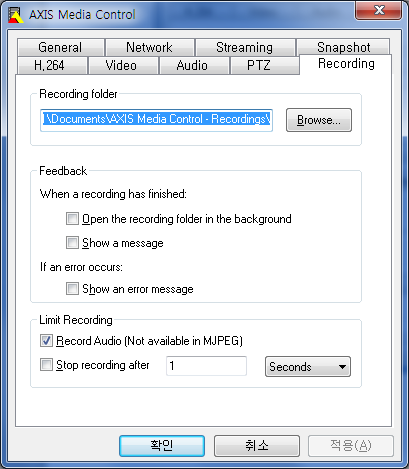 AXIS Media Control
General Network Streaming Snapshot
H.264 Video Audio PTZ Recording
Recording folder
\Documents\AXIS Media Control - Recordings\
Browse...
Feedback
When a recording has finished:
Open the recording folder in the background
Show a message
If an error occurs:
Show an error message
Limit Recording
Record Audio (Not available in MJPEG)
Stop recording after 1 Seconds
확인 취소 적용(A)